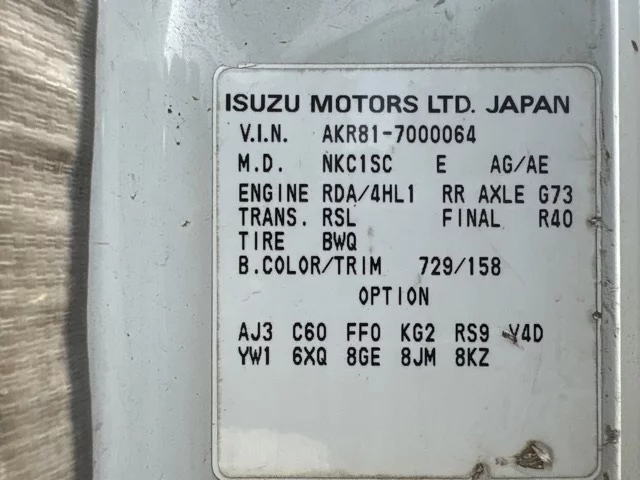 ISUZU MOTORS LTD. JAPAN
V.I.N. AKR81-7000064
M.D. NKC1SC E AG/AE
ENGINE RDA/4HL1 RR AXLE G73
TRANS. RSL FINAL R40
TIRE BWQ
B.COLOR/TRIM 729/158
OPTION
AJ3 C60 FF0 KG2 RS9 V4D
YW1 6XQ 8GE 8JM 8KZ